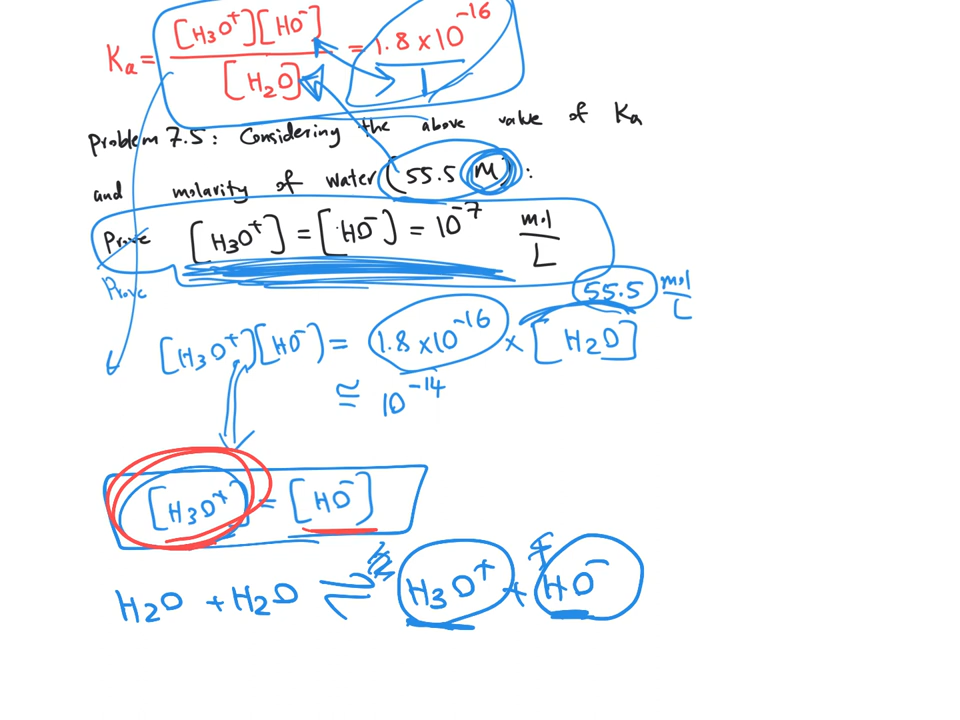 Ka = [H3O+][HO-] / [H2O] = 1.8 x 10^-16 / 1
Problem 7.5: Considering the above value of Ka
and molarity of water (55.5 M):
Prove [H3O+] = [HO-] = 10^-7 mol/L
Prove
55.5 mol/L
[H3O+][HO-] = 1.8 x 10^-16 x [H2O]
≅ 10^-14
[H3O+] = [HO-]
H2O + H2O ⇌ H3O+ + HO-